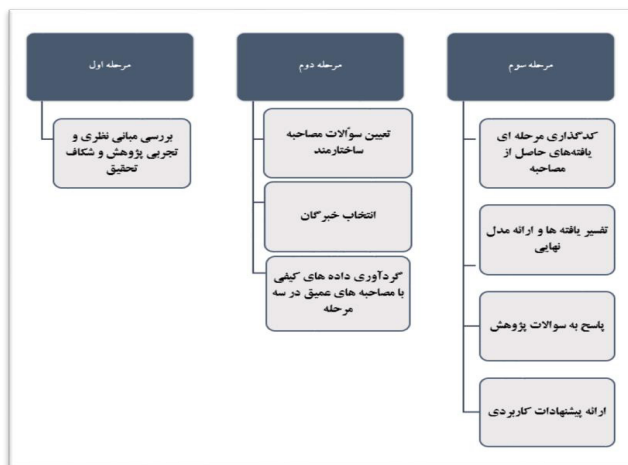 مرحله اول
بررسی مبانی نظری و
تجربی پژوهش و شکاف
تحقیق
مرحله دوم
تعیین سوالات مصاحبه
ساختارمند
انتخاب خبرگان
گردآوری داده های کیفی
با مصاحبه های عمیق در سه
مرحله
مرحله سوم
کدگذاری مرحله ای
یافته‌های حاصل از
مصاحبه
تفسیر یافته ها و ارائه مدل
نهایی
پاسخ به سوالات پژوهش
ارائه پیشنهادات کاربردی